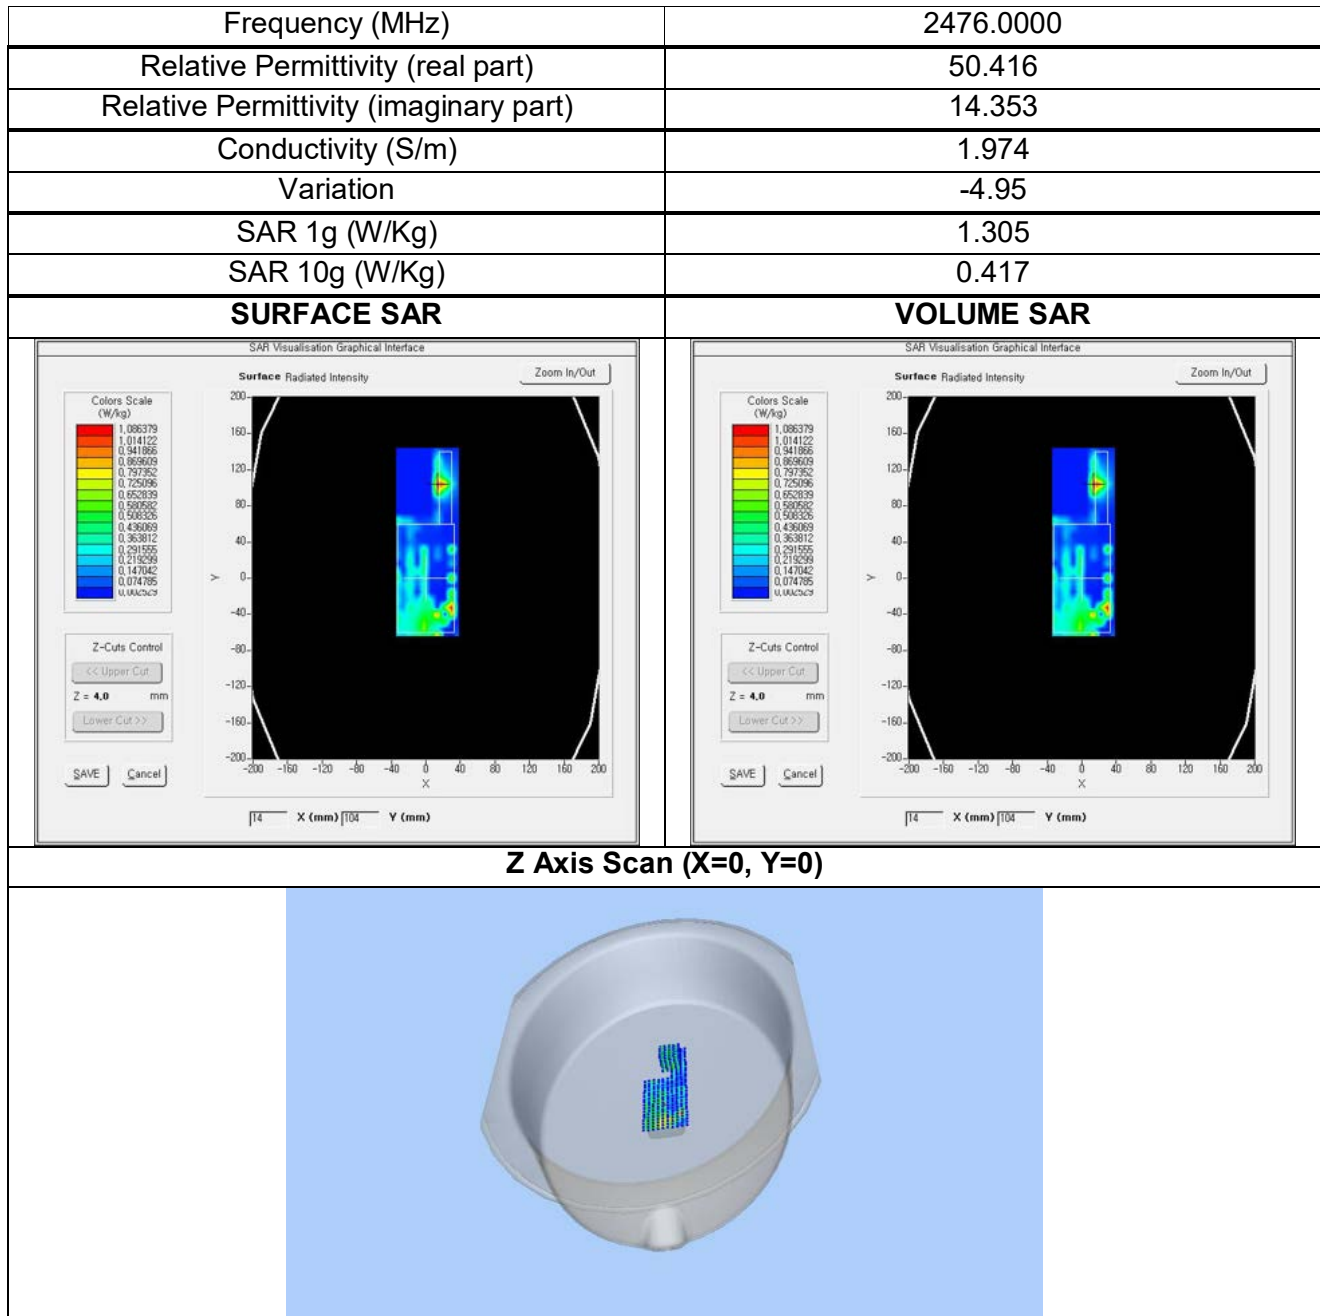 Frequency (MHz) 2476.0000
Relative Permittivity (real part) 50.416
Relative Permittivity (imaginary part) 14.353
Conductivity (S/m) 1.974
Variation -4.95
SAR 1g (W/Kg) 1.305
SAR 10g (W/Kg) 0.417
SURFACE SAR VOLUME SAR
SAR Visualisation Graphical Interface
Surface Radiated Intensity
Zoom In/Out
Colors Scale
(W/kg)
1.086379
1.014122
0.941866
0.869609
0.797352
0.725096
0.652839
0.580582
0.508326
0.436069
0.363812
0.291555
0.219299
0.147042
0.074785
0.002529
Z-Cuts Control
<< Upper Cut
Z = 4.0 mm
Lower Cut >>
SAVE Cancel
200
160
120
80
40
0
-40
-80
-120
-160
-200
Y
-200 -160 -120 -80 -40 0 40 80 120 160 200
X
14 X (mm) 104 Y (mm)
SAR Visualisation Graphical Interface
Surface Radiated Intensity
Zoom In/Out
Colors Scale
(W/kg)
1.086379
1.014122
0.941866
0.869609
0.797352
0.725096
0.652839
0.580582
0.508326
0.436069
0.363812
0.291555
0.219299
0.147042
0.074785
0.002529
Z-Cuts Control
<< Upper Cut
Z = 4.0 mm
Lower Cut >>
SAVE Cancel
200
160
120
80
40
0
-40
-80
-120
-160
-200
Y
-200 -160 -120 -80 -40 0 40 80 120 160 200
X
14 X (mm) 104 Y (mm)
Z Axis Scan (X=0, Y=0)